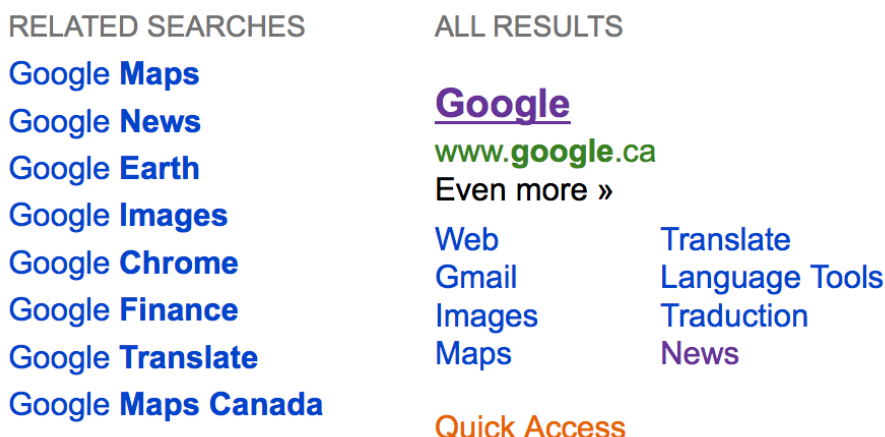 RELATED SEARCHES
Google Maps
Google News
Google Earth
Google Images
Google Chrome
Google Finance
Google Translate
Google Maps Canada
ALL RESULTS
Google
www.google.ca
Even more »
Web
Gmail
Images
Maps
Translate
Language Tools
Traduction
News
Quick Access